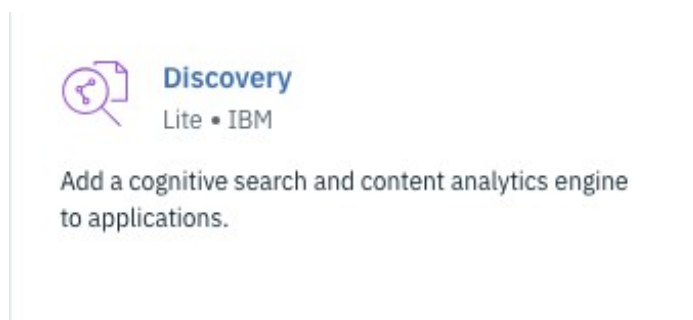 Discovery
Lite • IBM
Add a cognitive search and content analytics engine
to applications.